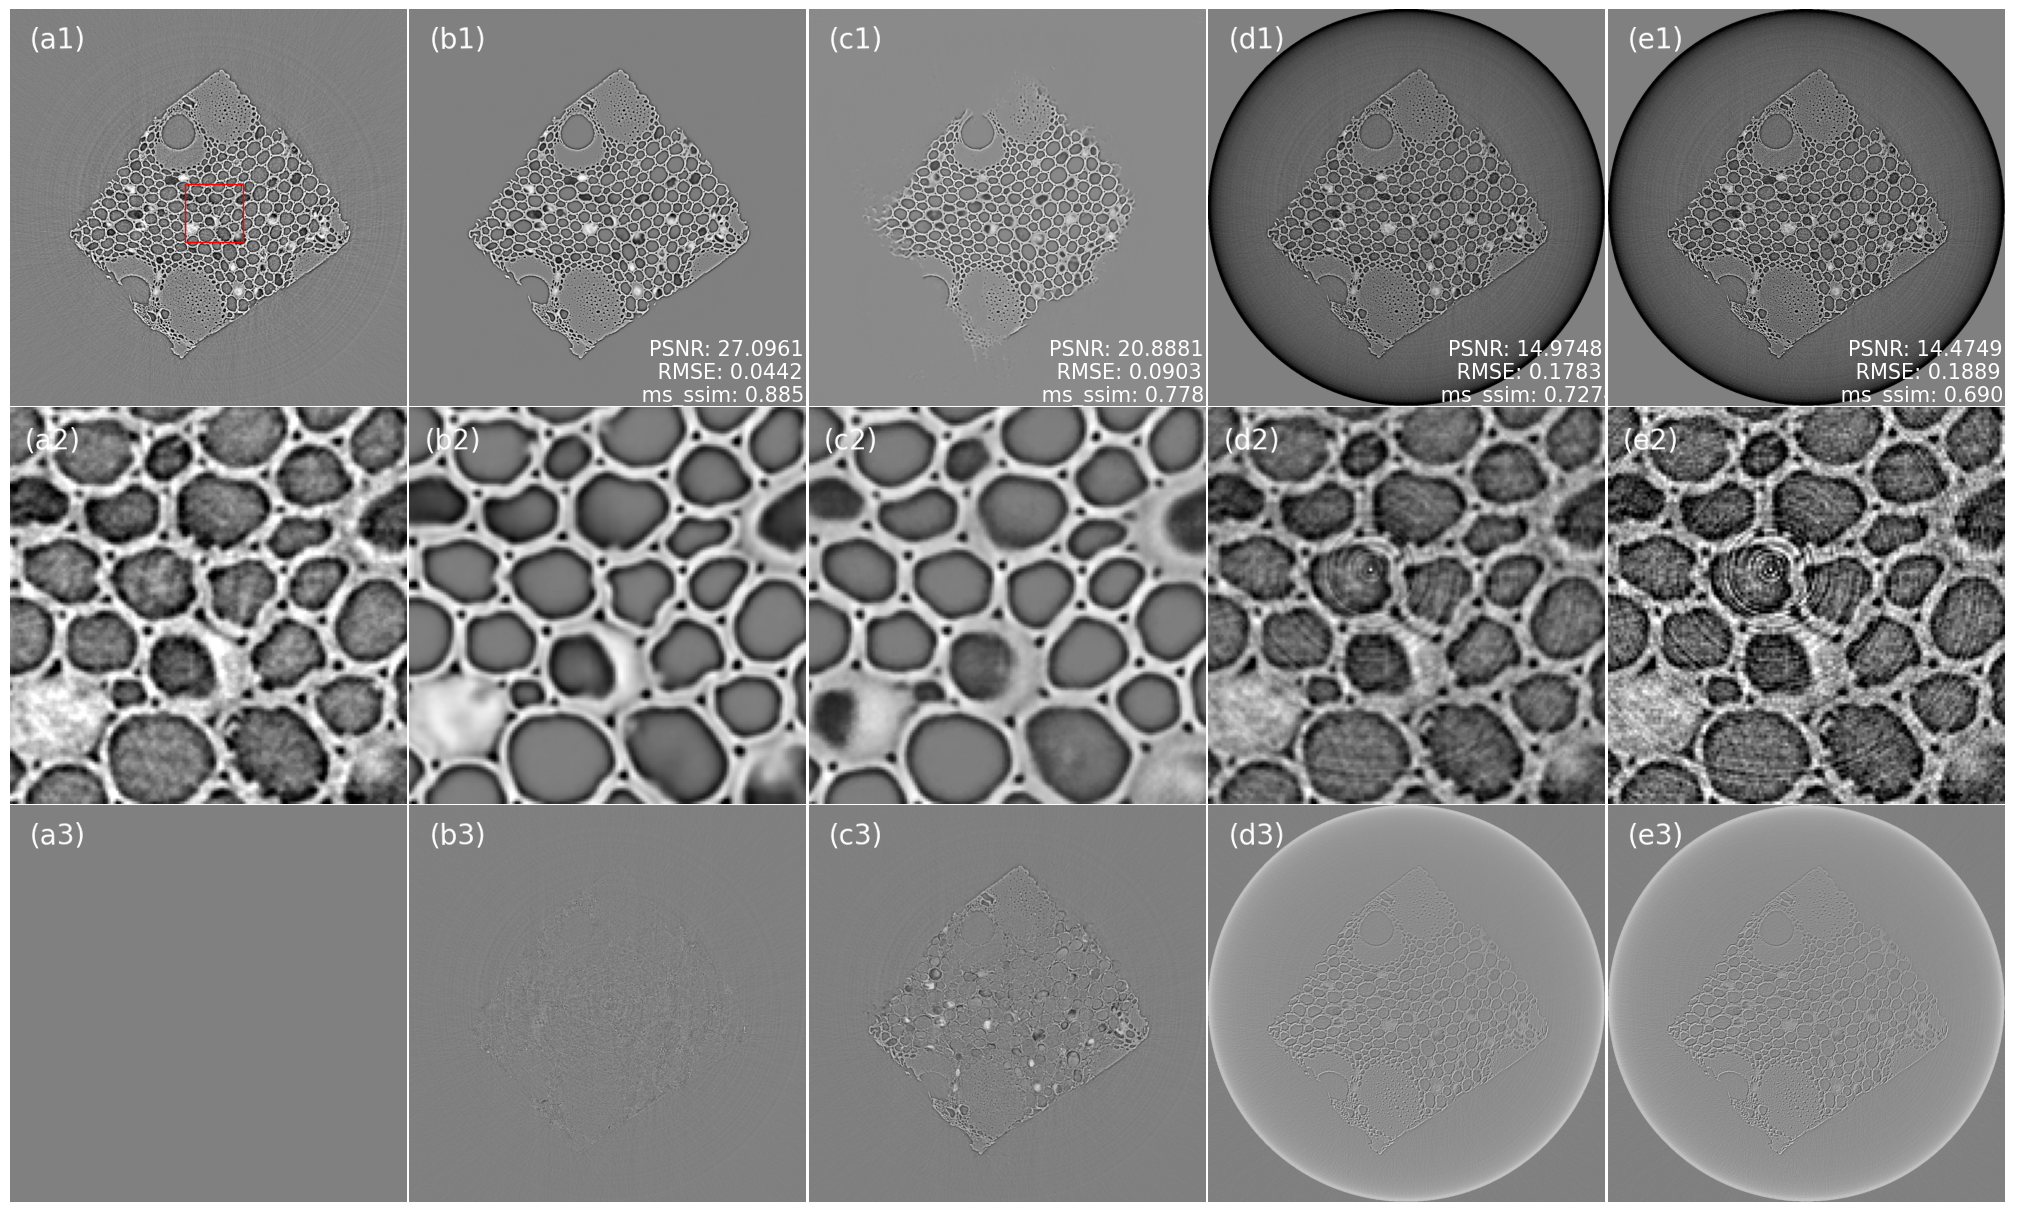 (a1)
(b1)
(c1)
(d1)
(e1)
PSNR: 27.0961
RMSE: 0.0442
ms_ssim: 0.885
PSNR: 20.8881
RMSE: 0.0903
ms_ssim: 0.778
PSNR: 14.9748
RMSE: 0.1783
ms_ssim: 0.727
PSNR: 14.4749
RMSE: 0.1889
ms_ssim: 0.690
(a2)
(b2)
(c2)
(d2)
(e2)
(a3)
(b3)
(c3)
(d3)
(e3)